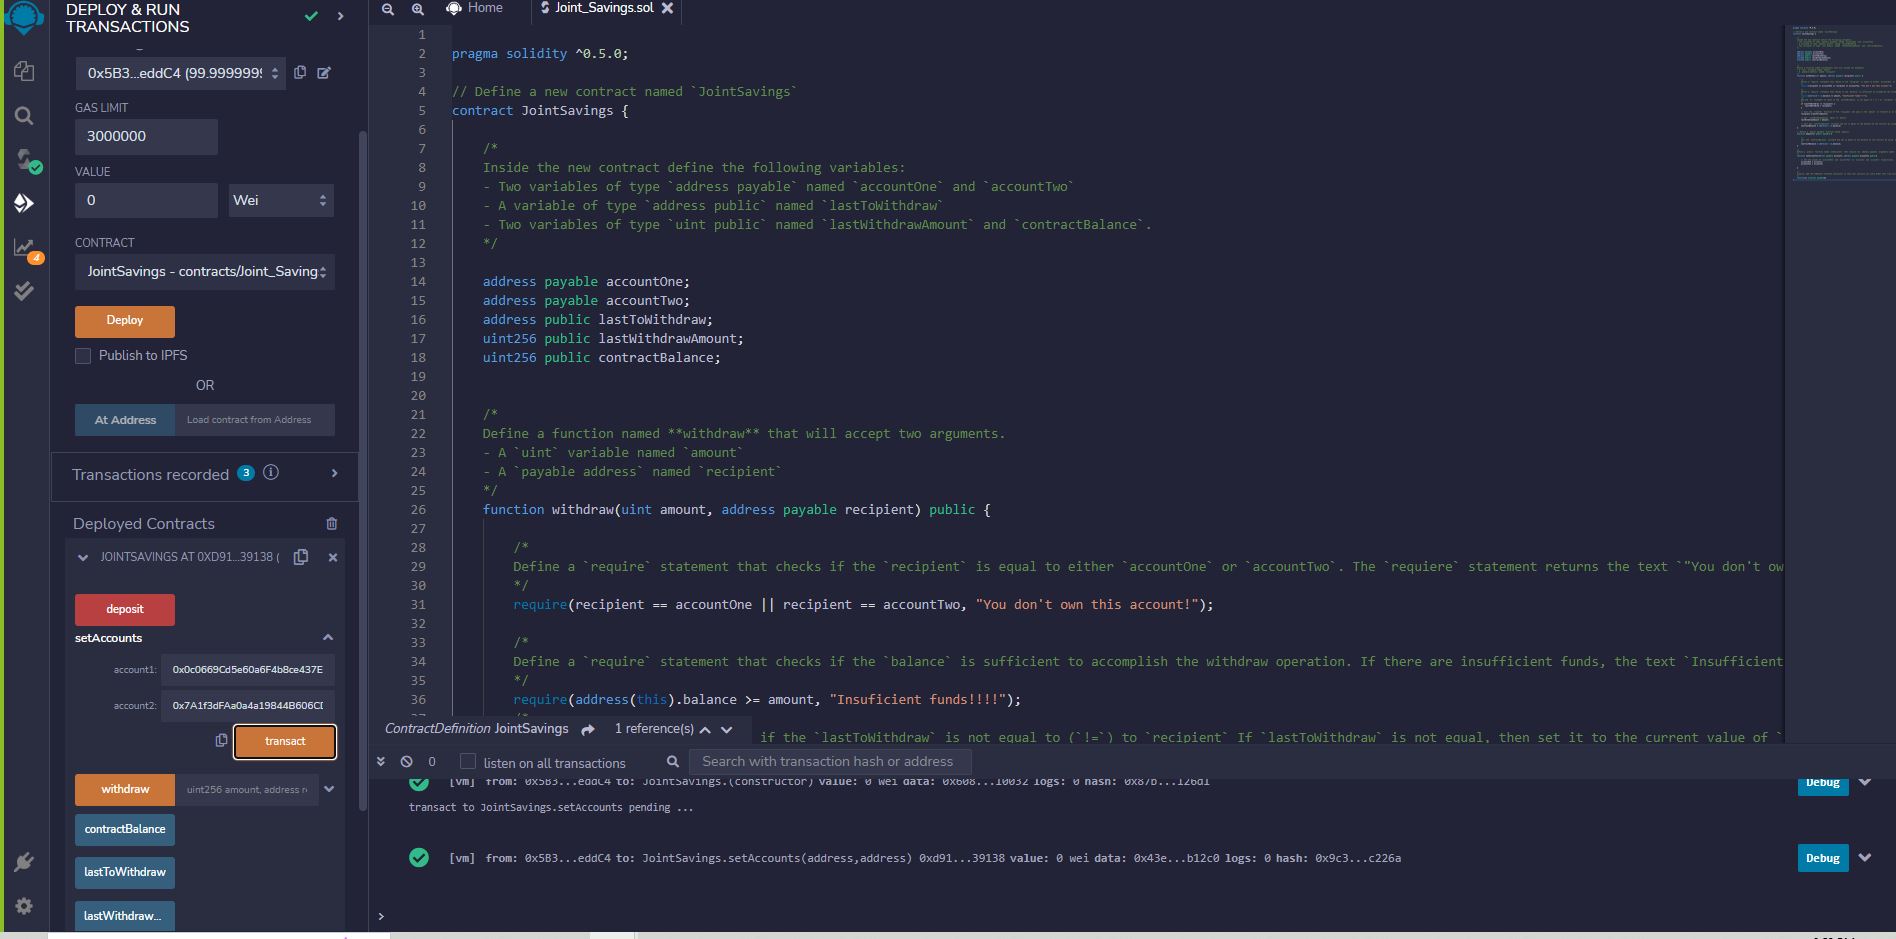 DEPLOY & RUN
TRANSACTIONS
0x5B3...eddC4 (99.9999999
GAS LIMIT
3000000
VALUE
0
Wei
CONTRACT
JointSavings - contracts/Joint_Saving
Deploy
Publish to IPFS
OR
At Address
Load contract from Address
Transactions recorded 3 i
Deployed Contracts
JOINTSAVINGS AT 0XD91...39138 (
deposit
setAccounts
account1: 0x0c0669Cd5e60a6F4b8ce437E
account2: 0x7A1f3dFAa0a4a19844B606CD
transact
withdraw
uint256 amount, address r
contractBalance
lastToWithdraw
lastWithdraw...
4
Home
Joint_Savings.sol
1
2 pragma solidity ^0.5.0;
3
4 // Define a new contract named `JointSavings`
5 contract JointSavings {
6
7 /*
8 Inside the new contract define the following variables:
9 - Two variables of type `address payable` named `accountOne` and `accountTwo`
10 - A variable of type `address public` named `lastToWithdraw`
11 - Two variables of type `uint public` named `lastWithdrawAmount` and `contractBalance`.
12 */
13
14 address payable accountOne;
15 address payable accountTwo;
16 address public lastToWithdraw;
17 uint256 public lastWithdrawAmount;
18 uint256 public contractBalance;
19
20
21 /*
22 Define a function named **withdraw** that will accept two arguments.
23 - A `uint` variable named `amount`
24 - A `payable address` named `recipient`
25 */
26 function withdraw(uint amount, address payable recipient) public {
27
28 /*
29 Define a `require` statement that checks if the `recipient` is equal to either `accountOne` or `accountTwo`. The `requiere` statement returns the text `"You don't ow
30 */
31 require(recipient == accountOne || recipient == accountTwo, "You don't own this account!");
32
33 /*
34 Define a `require` statement that checks if the `balance` is sufficient to accomplish the withdraw operation. If there are insufficient funds, the text `Insufficient
35 */
36 require(address(this).balance >= amount, "Insuficient funds!!!!");
37 /*
if the `lastToWithdraw` is not equal to (`!=`) to `recipient` If `lastToWithdraw` is not equal, then set it to the current value of `
ContractDefinition JointSavings 1 reference(s)
0 listen on all transactions
Search with transaction hash or address
[vm] from: 0x5B3...eddC4 to: JointSavings.(constructor) value: 0 wei data: 0x608...10032 logs: 0 hash: 0x87b...126d1
Debug
transact to JointSavings.setAccounts pending ...
[vm] from: 0x5B3...eddC4 to: JointSavings.setAccounts(address,address) 0xd91...39138 value: 0 wei data: 0x43e...b12c0 logs: 0 hash: 0x9c3...c226a
Debug
>